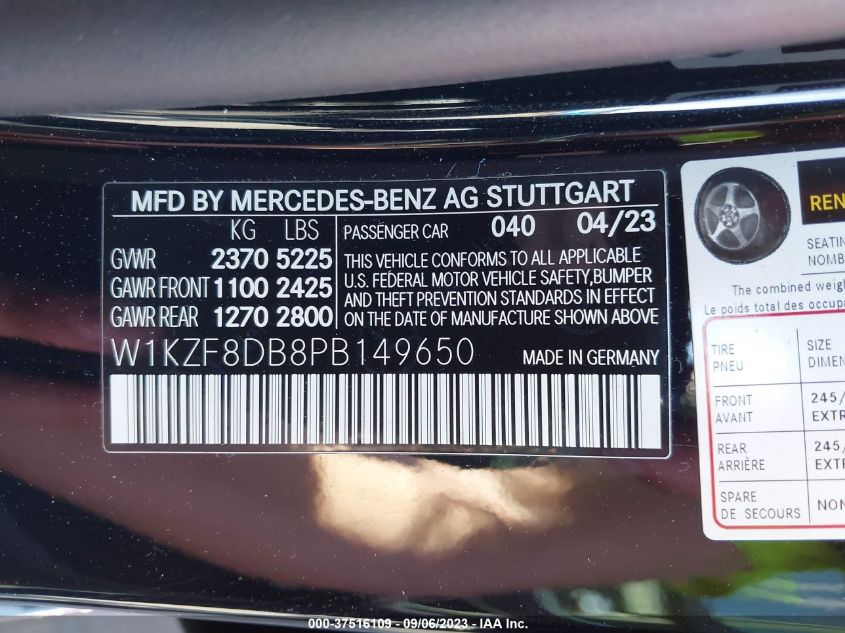 MFD BY MERCEDES-BENZ AG STUTTGART
KG LBS
GVWR 2370 5225
GAWR FRONT 1100 2425
GAWR REAR 1270 2800
PASSENGER CAR 040 04/23
THIS VEHICLE CONFORMS TO ALL APPLICABLE
U.S. FEDERAL MOTOR VEHICLE SAFETY,BUMPER
AND THEFT PREVENTION STANDARDS IN EFFECT
ON THE DATE OF MANUFACTURE SHOWN ABOVE
W1KZF8DB8PB149650
MADE IN GERMANY
REN
SEATIN
NOMB
The combined weigh
Le poids total des occup
TIRE SIZE
PNEU DIMEN
FRONT 245/
AVANT EXTR
REAR 245/
ARRIÈRE EXTR
SPARE NON
DE SECOURS
000-37516109 - 09/06/2023 - IAA Inc.